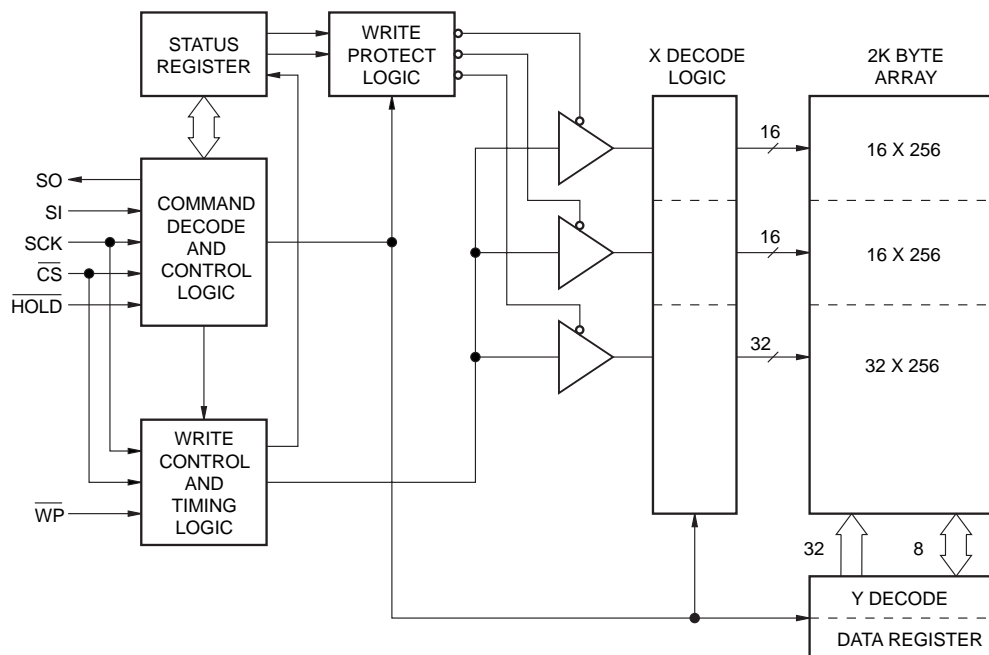 STATUS
REGISTER
WRITE
PROTECT
LOGIC
X DECODE
LOGIC
2K BYTE
ARRAY
SO
SI
SCK
CS
HOLD
COMMAND
DECODE
AND
CONTROL
LOGIC
16
16 X 256
16
16 X 256
32
32 X 256
WP
WRITE
CONTROL
AND
TIMING
LOGIC
32
8
Y DECODE
DATA REGISTER